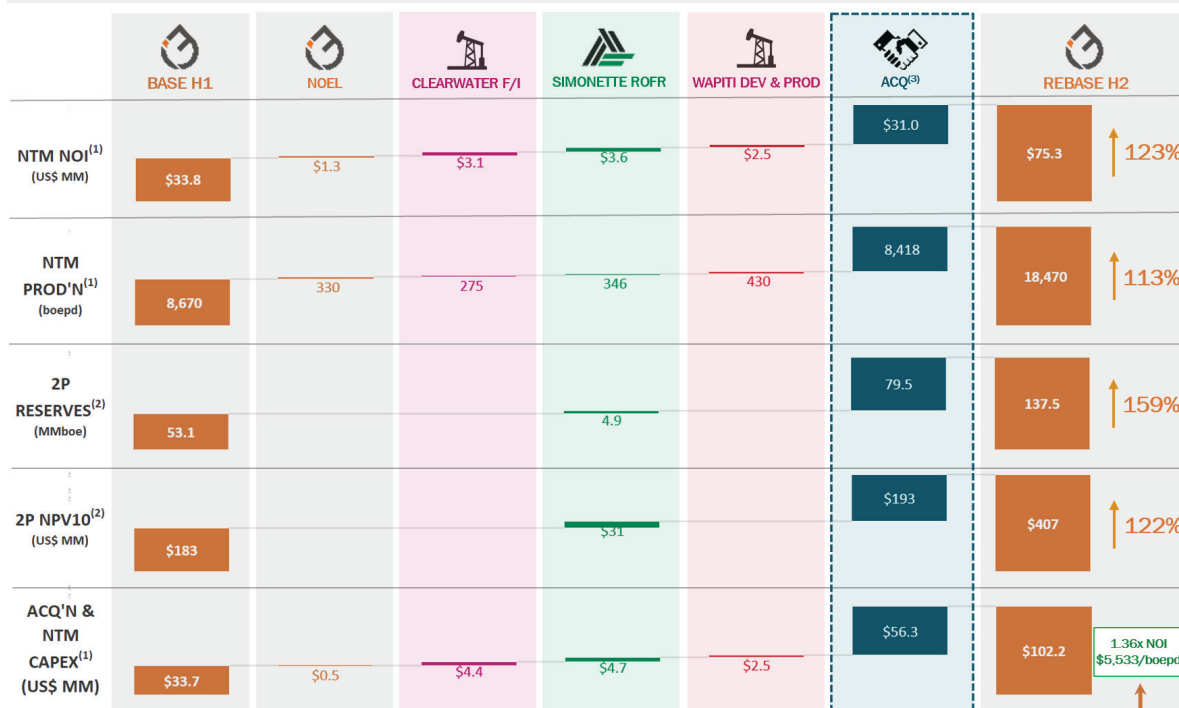 BASE H1
NOEL
CLEARWATER F/I
SIMONETTE ROFR
WAPITI DEV & PROD
ACQ(3)
REBASE H2
NTM NOI(1)
(US$ MM)
$33.8
$1.3
$3.1
$3.6
$2.5
$31.0
$75.3
123%
NTM
PROD'N(1)
(boepd)
8,670
330
275
346
430
8,418
18,470
113%
2P
RESERVES(2)
(MMboe)
53.1
4.9
79.5
137.5
159%
2P NPV10(2)
(US$ MM)
$183
$31
$193
$407
122%
ACQ'N &
NTM
CAPEX(1)
(US$ MM)
$33.7
$0.5
$4.4
$4.7
$2.5
$56.3
$102.2
1.36x NOI
$5,533/boepd